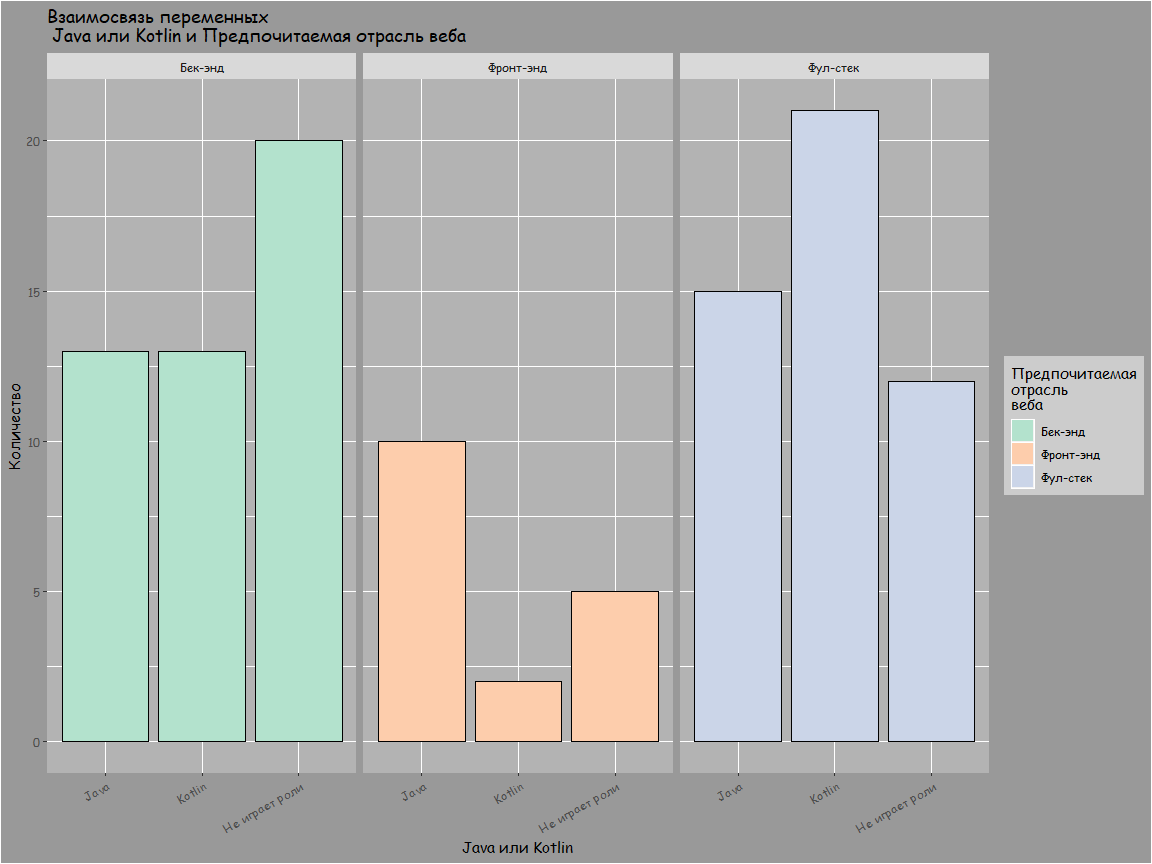 Взаимосвязь переменных
Java или Kotlin и Предпочитаемая отрасль веба
Бек-энд
Фронт-энд
Фул-стек
20
15
10
5
0
Количество
Java
Kotlin
Не играет роли
Java
Kotlin
Не играет роли
Java
Kotlin
Не играет роли
Java или Kotlin
Предпочитаемая
отрасль
веба
Бек-энд
Фронт-энд
Фул-стек